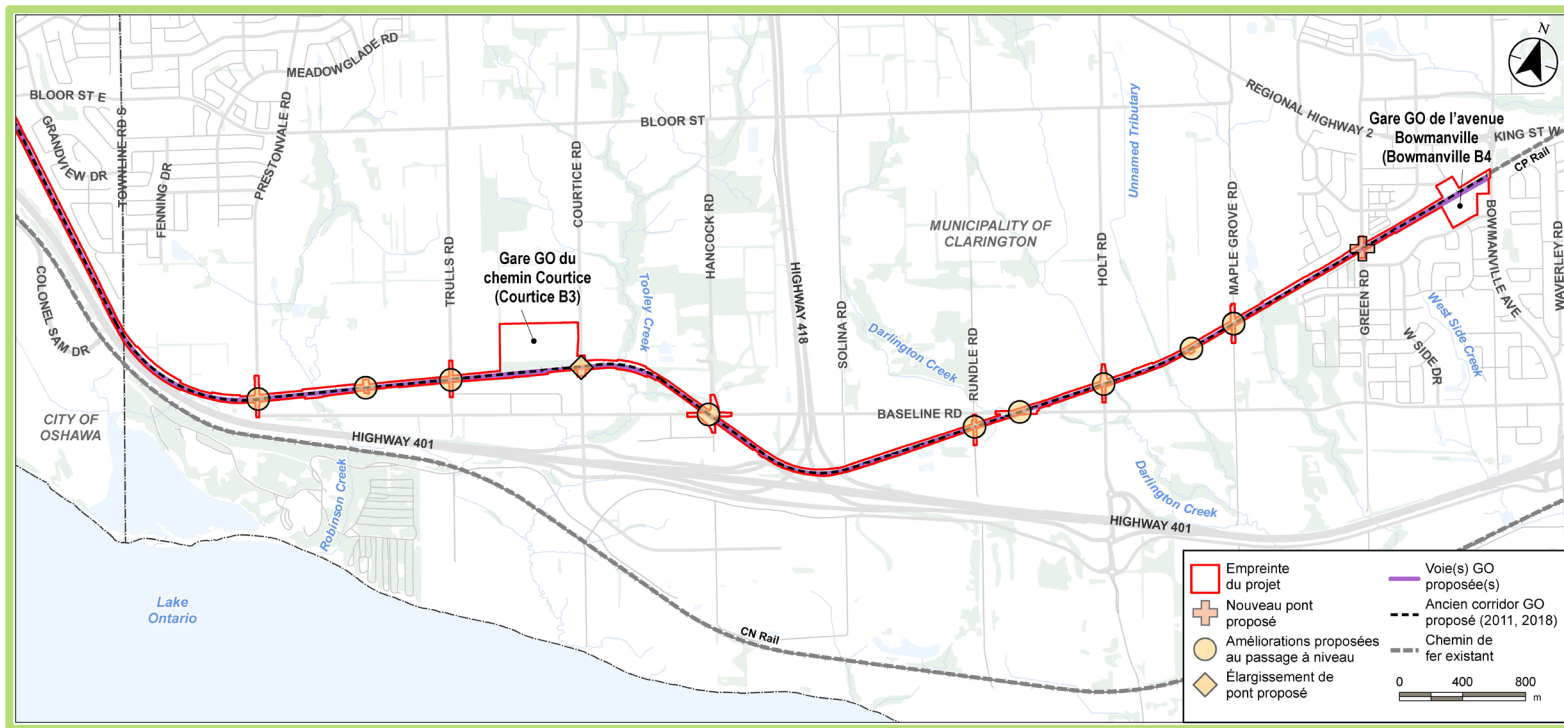 N
MEADOWGLADE RD
BLOOR ST E
GRANDVIEW DR
TOWNLINE RD S
FENNING DR
PRESTONVALE RD
BLOOR ST
COURTICE RD
TRULLS RD
Gare GO du
chemin Courtice
(Courtice B3)
Tooley Creek
HANCOCK RD
HIGHWAY 418
SOLINA RD
MUNICIPALITY OF
CLARINGTON
Unnamed Tributary
REGIONAL HIGHWAY 2
Gare GO de l’avenue
Bowmanville
(Bowmanville B4
KING ST W
CP Rail
HOLT RD
MAPLE GROVE RD
GREEN RD
BOWMANVILLE AVE
WAVERLEY RD
W SIDE DR
West Side Creek
Darlington Creek
RUNDLE RD
BASELINE RD
COLONEL SAM DR
CITY OF
OSHAWA
HIGHWAY 401
Robinson Creek
Darlington Creek
HIGHWAY 401
Lake
Ontario
CN Rail
Empreinte
du projet
Nouveau pont
proposé
Améliorations proposées
au passage à niveau
Élargissement de
pont proposé
Voie(s) GO
proposée(s)
Ancien corridor GO
proposé (2011, 2018)
Chemin de
fer existant
0 400 800
m